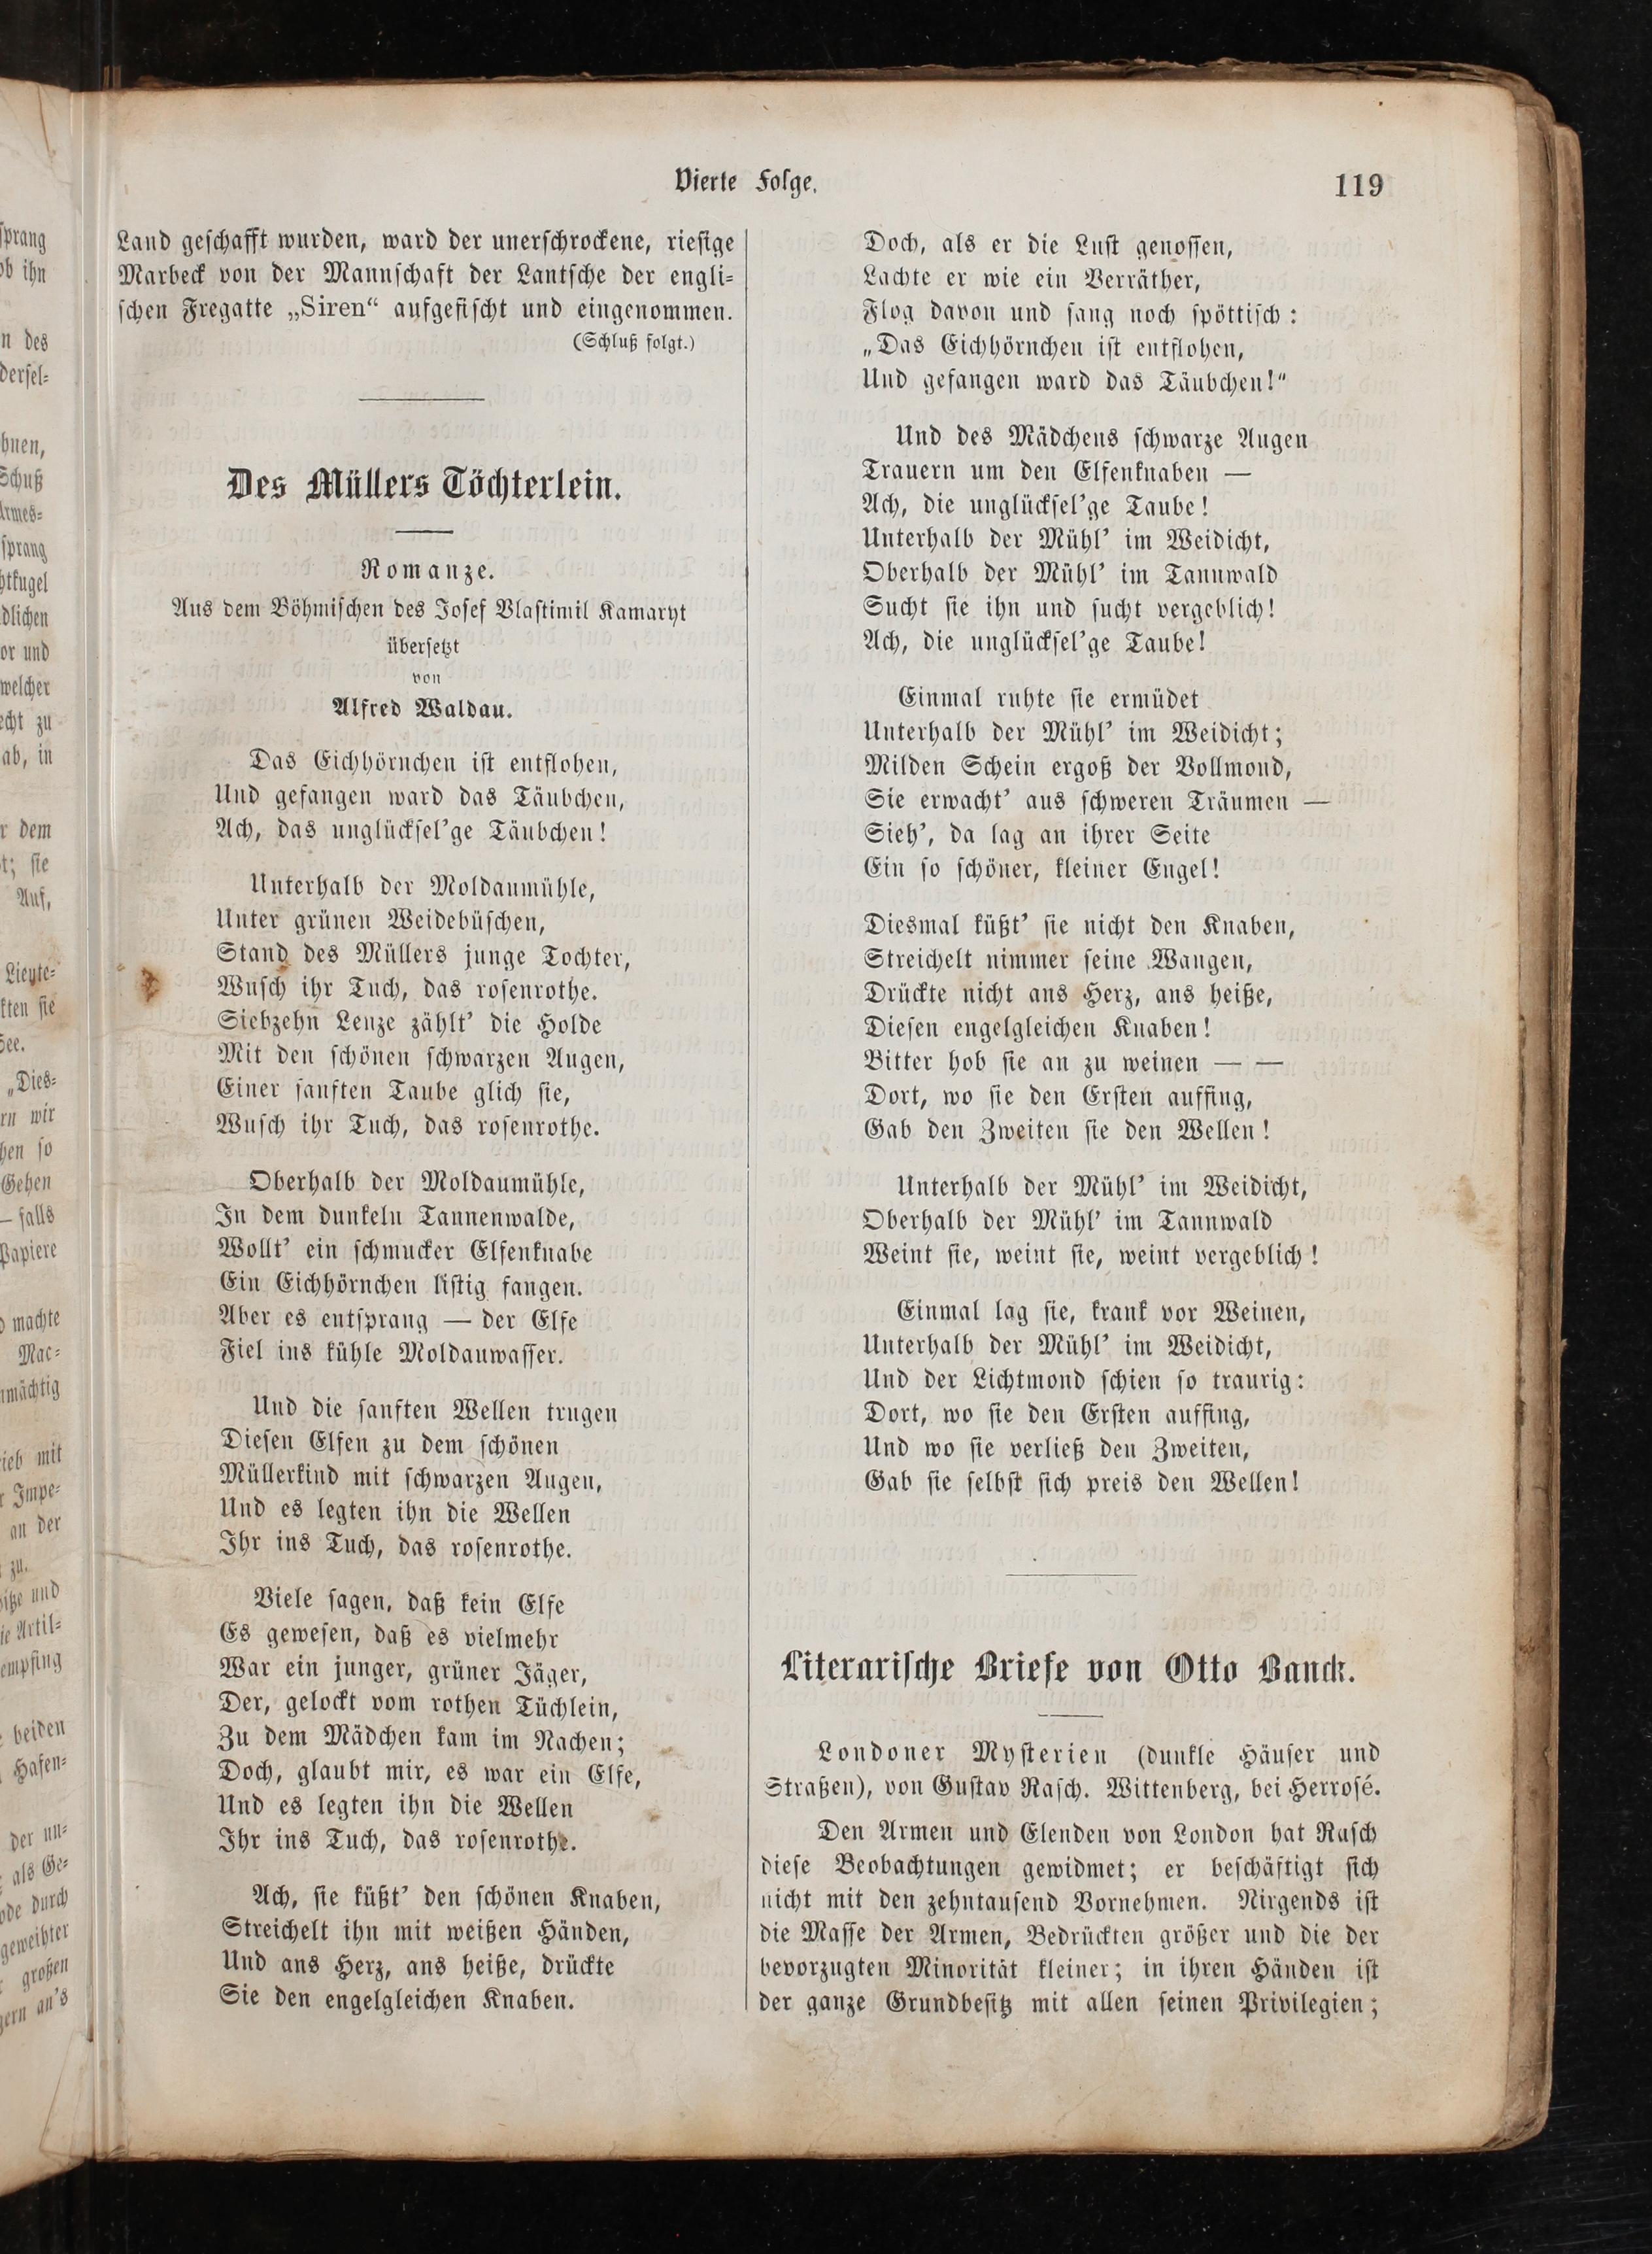 Vierte Folge.
119
Land geschafft wurden, ward der unerschrockene, riesige
Marbeck von der Mannschaft der Lantsche der engli-
schen Fregatte „Siren“ aufgefischt und eingenommen.
(Schluß folgt.)
Des Müllers Töchterlein.
Romanze.
Aus dem Böhmischen des Josef Vlastimil Kamaryt
übersetzt
von
Alfred Waldau.
Das Eichhörnchen ist entflohen,
Und gefangen ward das Täubchen,
Ach, das unglücksel'ge Täubchen!
Unterhalb der Moldaumühle,
Unter grünen Weidebüschen,
Stand des Müllers junge Tochter,
Wusch ihr Tuch, das rosenrothe.
Siebzehn Lenze zählt' die Holde
Mit den schönen schwarzen Augen,
Einer sanften Taube glich sie,
Wusch ihr Tuch, das rosenrothe.
Oberhalb der Moldaumühle,
In dem dunkeln Tannenwalde,
Wollt' ein schmucker Elfenknabe
Ein Eichhörnchen listig fangen.
Aber es entsprang — der Elfe
Fiel ins kühle Moldauwasser.
Und die sanften Wellen trugen
Diesen Elfen zu dem schönen
Müllerkind mit schwarzen Augen,
Und es legten ihn die Wellen
Ihr ins Tuch, das rosenrothe.
Viele sagen, daß kein Elfe
Es gewesen, daß es vielmehr
War ein junger, grüner Jäger,
Der, gelockt vom rothen Tüchlein,
Zu dem Mädchen kam im Nachen;
Doch, glaubt mir, es war ein Elfe,
Und es legten ihn die Wellen
Ihr ins Tuch, das rosenrothe.
Ach, sie küßt' den schönen Knaben,
Streichelt ihn mit weißen Händen,
Und ans Herz, ans heiße, drückte
Sie den engelgleichen Knaben.
Doch, als er die Lust genossen,
Lachte er wie ein Verräther,
Flog davon und sang noch spöttisch:
„Das Eichhörnchen ist entflohen,
Und gefangen ward das Täubchen!“
Und des Mädchens schwarze Augen
Trauern um den Elfenknaben —
Ach, die unglücksel'ge Taube!
Unterhalb der Mühl' im Weidicht,
Oberhalb der Mühl' im Tannwald
Sucht sie ihn und sucht vergeblich!
Ach, die unglücksel'ge Taube!
Einmal ruhte sie ermüdet
Unterhalb der Mühl' im Weidicht;
Milden Schein ergoß der Vollmond,
Sie erwacht' aus schweren Träumen —
Sieh', da lag an ihrer Seite
Ein so schöner, kleiner Engel!
Diesmal küßt' sie nicht den Knaben,
Streichelt nimmer seine Wangen,
Drückte nicht ans Herz, ans heiße,
Diesen engelgleichen Knaben!
Bitter hob sie an zu weinen — —
Dort, wo sie den Ersten auffing,
Gab den Zweiten sie den Wellen!
Unterhalb der Mühl' im Weidicht,
Oberhalb der Mühl' im Tannwald
Weint sie, weint sie, weint vergeblich!
Einmal lag sie, krank vor Weinen,
Unterhalb der Mühl' im Weidicht,
Und der Lichtmond schien so traurig:
Dort, wo sie den Ersten auffing,
Und wo sie verließ den Zweiten,
Gab sie selbst sich preis den Wellen!
Literarische Briefe von Otto Banck.
Londoner Mysterien (dunkle Häuser und
Straßen), von Gustav Rasch. Wittenberg, bei Herrosé.
Den Armen und Elenden von London hat Rasch
diese Beobachtungen gewidmet; er beschäftigt sich
nicht mit den zehntausend Vornehmen. Nirgends ist
die Masse der Armen, Bedrückten größer und die der
bevorzugten Minorität kleiner; in ihren Händen ist
der ganze Grundbesitz mit allen seinen Privilegien;